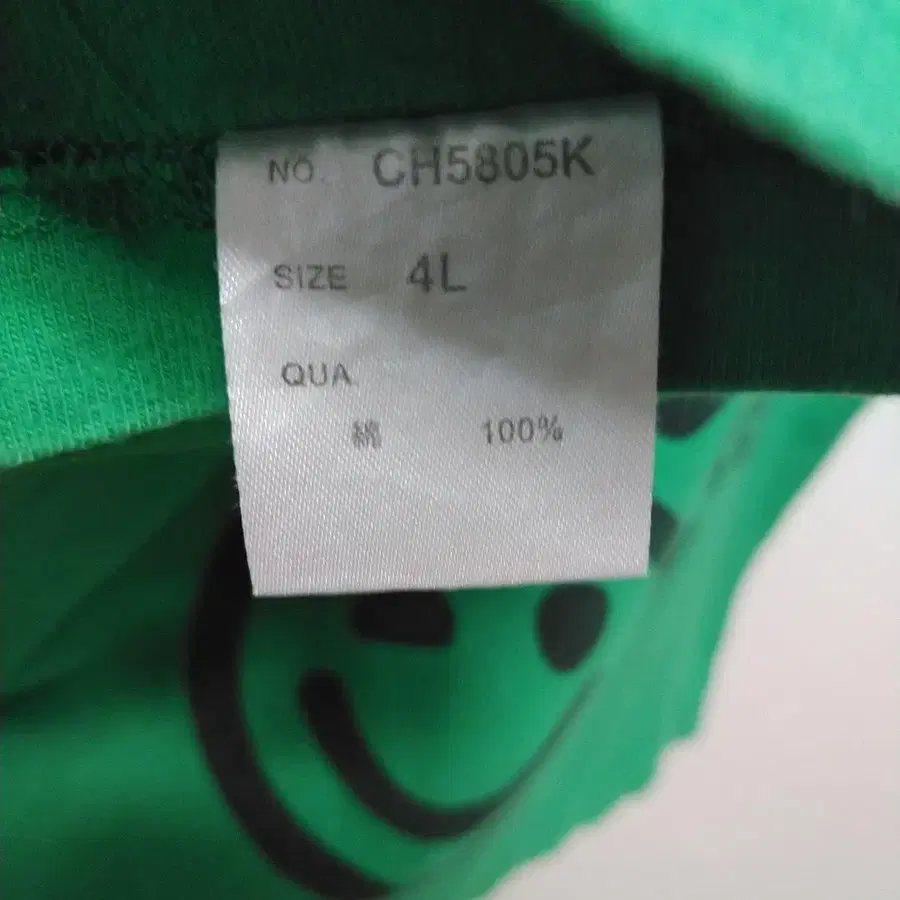 NO. CH5805K
SIZE 4L
QUA
綿 100%